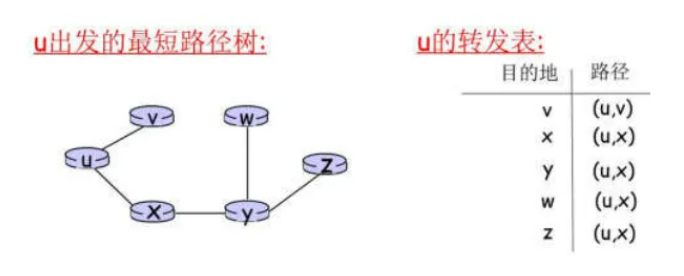 u出发的最短路径树:
v
w
u
z
x
y
u的转发表:
目的地 路径
v (u,v)
x (u,x)
y (u,x)
w (u,x)
z (u,x)